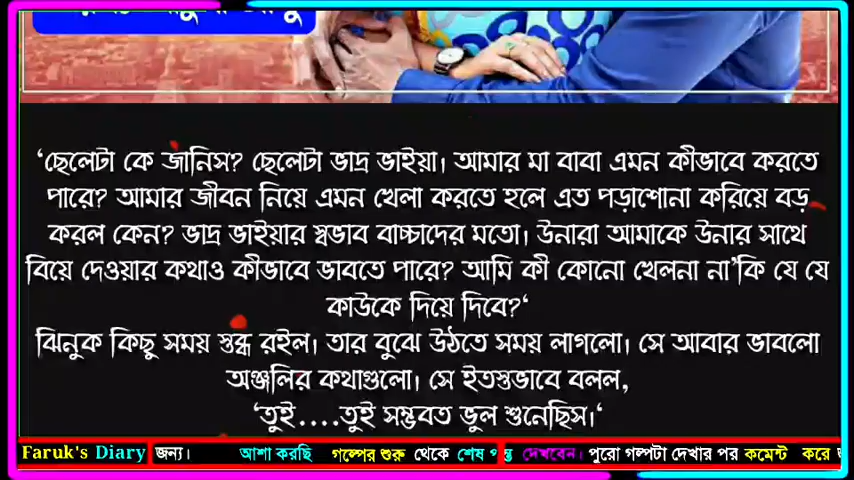 ‘ছেলেটা কে জানিস? ছেলেটা ভাদ্র ভাইয়া। আমার মা বাবা এমন কীভাবে করতে
পারে? আমার জীবন নিয়ে এমন খেলা করতে হলে এত পড়াশোনা করিয়ে বড়
করল কেন? ভাদ্র ভাইয়ার স্বভাব বাচ্চাদের মতো। উনারা আমাকে উনার সাথে
বিয়ে দেওয়ার কথাও কীভাবে ভাবতে পারে? আমি কী কোনো খেলনা না’কি যে যে
কাউকে দিয়ে দিবে?‘
ঝিনুক কিছু সময় স্তব্ধ রইল। তার বুঝে উঠতে সময় লাগলো। সে আবার ভাবলো
অঞ্জলির কথাগুলো। সে ইতস্তভাবে বলল,
‘তুই....তুই সম্ভবত ভুল শুনেছিস।‘
Faruk's Diary জন্য। আশা করছি গল্পের শুরু থেকে শেষ দেখবেন। পুরো গল্পটা দেখার পর কমেন্ট করে